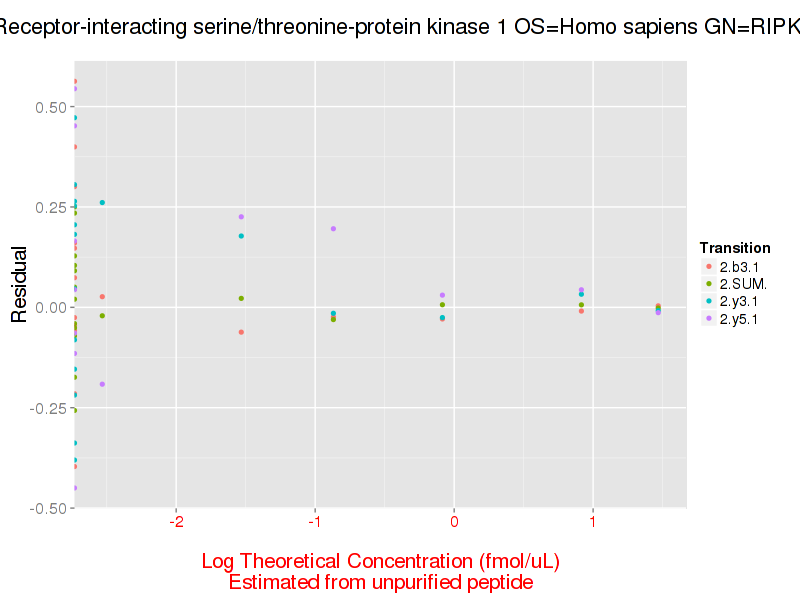 Receptor-interacting serine/threonine-protein kinase 1 OS=Homo sapiens GN=RIPK
0.50
0.25
0.00
-0.25
-0.50
Residual
-2
-1
0
1
Log Theoretical Concentration (fmol/uL)
Estimated from unpurified peptide
Transition
2.b3.1
2.SUM.
2.y3.1
2.y5.1